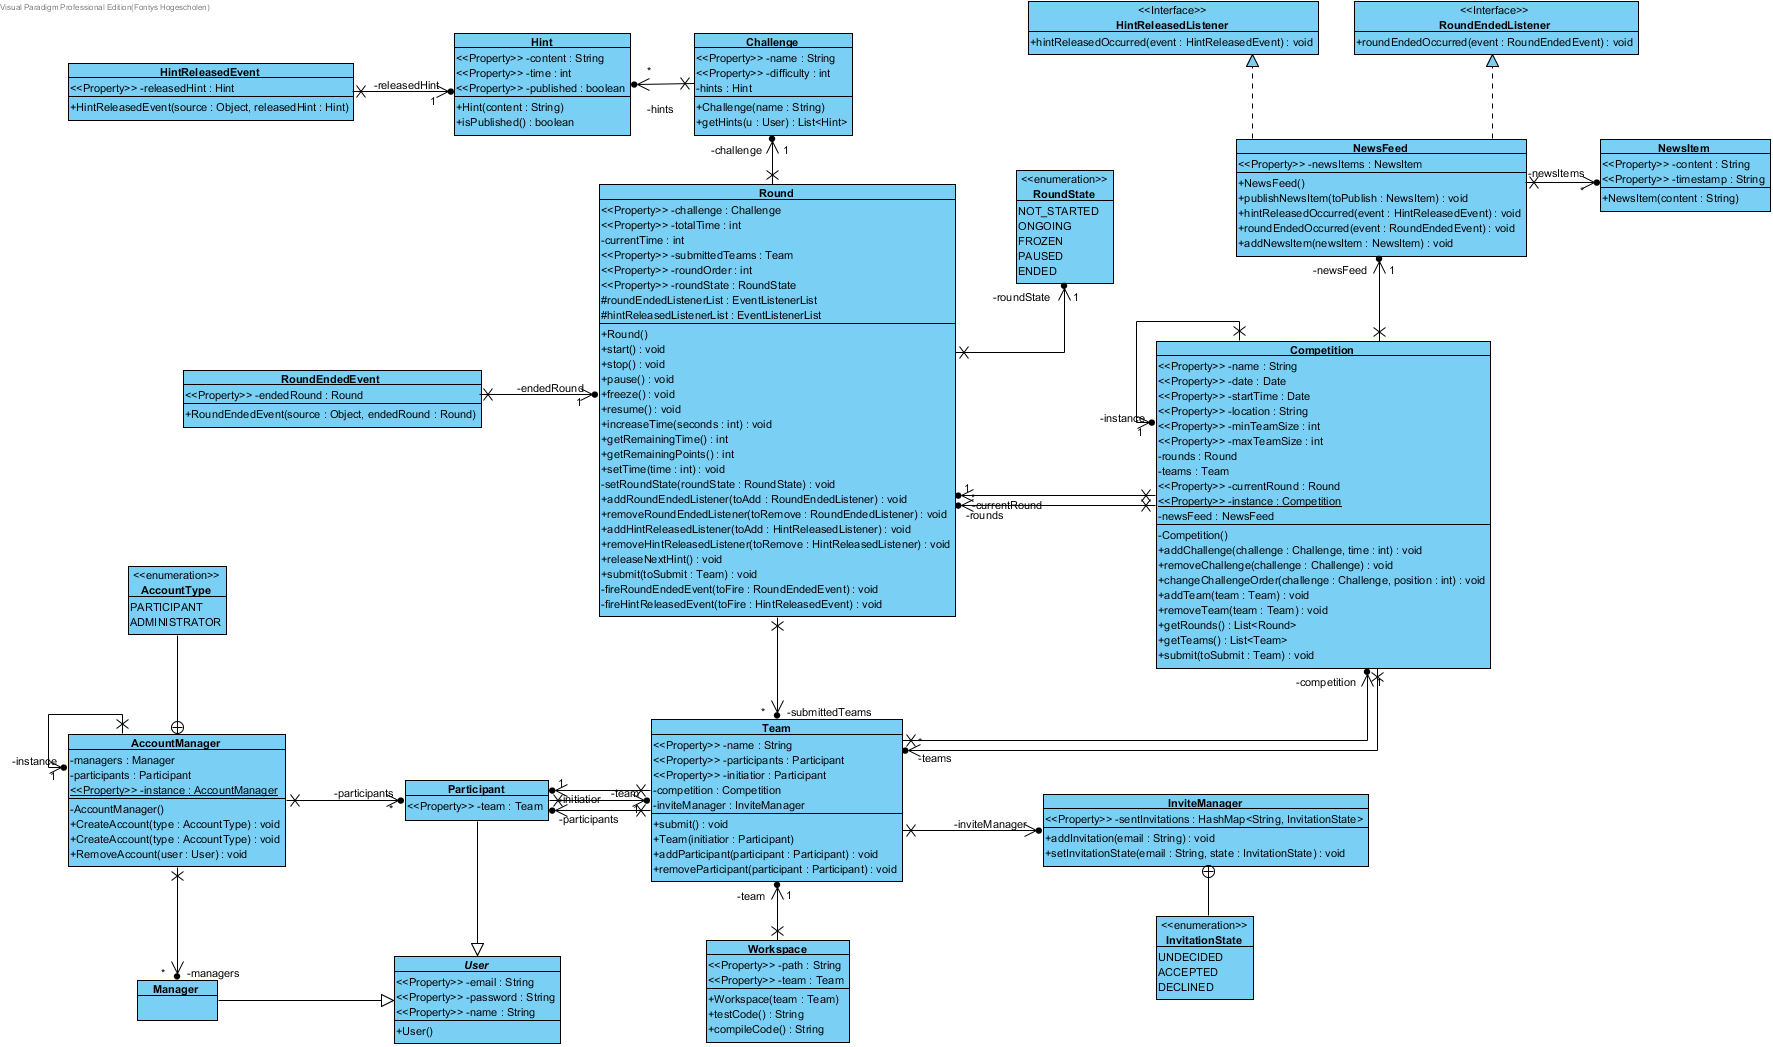 Visual Paradigm Professional Edition(Fontys Hogescholen)
<<Interface>>
HintReleasedListener
+hintReleasedOccurred(event : HintReleasedEvent) : void
<<Interface>>
RoundEndedListener
+roundEndedOccurred(event : RoundEndedEvent) : void
HintReleasedEvent
<<Property>> -releasedHint : Hint
+HintReleasedEvent(source : Object, releasedHint : Hint)
-releasedHint
1
Hint
<<Property>> -content : String
<<Property>> -time : int
<<Property>> -published : boolean
+Hint(content : String)
+isPublished() : boolean
*
-hints
Challenge
<<Property>> -name : String
<<Property>> -difficulty : int
-hints : Hint
+Challenge(name : String)
+getHints(u : User) : List<Hint>
-challenge
1
NewsFeed
<<Property>> -newsItems : NewsItem
+NewsFeed()
+publishNewsItem(toPublish : NewsItem) : void
+hintReleasedOccurred(event : HintReleasedEvent) : void
+roundEndedOccurred(event : RoundEndedEvent) : void
+addNewsItem(newsItem : NewsItem) : void
-newsItems
*
NewsItem
<<Property>> -content : String
<<Property>> -timestamp : String
+NewsItem(content : String)
-newsFeed
1
<<enumeration>>
RoundState
NOT_STARTED
ONGOING
FROZEN
PAUSED
ENDED
-roundState
1
Round
<<Property>> -challenge : Challenge
<<Property>> -totalTime : int
-currentTime : int
<<Property>> -submittedTeams : Team
<<Property>> -roundOrder : int
<<Property>> -roundState : RoundState
#roundEndedListenerList : EventListenerList
#hintReleasedListenerList : EventListenerList
+Round()
+start() : void
+stop() : void
+pause() : void
+freeze() : void
+resume() : void
+increaseTime(seconds : int) : void
+getRemainingTime() : int
+getRemainingPoints() : int
+setTime(time : int) : void
-setRoundState(roundState : RoundState) : void
+addRoundEndedListener(toAdd : RoundEndedListener) : void
+removeRoundEndedListener(toRemove : RoundEndedListener) : void
+addHintReleasedListener(toAdd : HintReleasedListener) : void
+removeHintReleasedListener(toRemove : HintReleasedListener) : void
+releaseNextHint() : void
+submit(toSubmit : Team) : void
-fireRoundEndedEvent(toFire : RoundEndedEvent) : void
-fireHintReleasedEvent(toFire : HintReleasedEvent) : void
RoundEndedEvent
<<Property>> -endedRound : Round
+RoundEndedEvent(source : Object, endedRound : Round)
-endedRound
1
Competition
<<Property>> -name : String
<<Property>> -date : Date
<<Property>> -startTime : Date
<<Property>> -location : String
<<Property>> -minTeamSize : int
<<Property>> -maxTeamSize : int
-rounds : Round
-teams : Team
<<Property>> -currentRound : Round
<<Property>> -instance : Competition
-newsFeed : NewsFeed
-Competition()
+addChallenge(challenge : Challenge, time : int) : void
+removeChallenge(challenge : Challenge) : void
+changeChallengeOrder(challenge : Challenge, position : int) : void
+addTeam(team : Team) : void
+removeTeam(team : Team) : void
+getRounds() : List<Round>
+getTeams() : List<Team>
+submit(toSubmit : Team) : void
-instance
1
1
-currentRound
*
-rounds
-competition
1
<<enumeration>>
AccountType
PARTICIPANT
ADMINISTRATOR
AccountManager
-managers : Manager
-participants : Participant
<<Property>> -instance : AccountManager
-AccountManager()
+CreateAccount(type : AccountType) : void
+CreateAccount(type : AccountType) : void
+RemoveAccount(user : User) : void
-instance
1
-participants
*
Participant
<<Property>> -team : Team
1
-initiatior
-team
1
-participants
*
-submittedTeams
Team
<<Property>> -name : String
<<Property>> -participants : Participant
<<Property>> -initiatior : Participant
-competition : Competition
-inviteManager : InviteManager
+submit() : void
+Team(initiatior : Participant)
+addParticipant(participant : Participant) : void
+removeParticipant(participant : Participant) : void
*
-teams
-inviteManager
InviteManager
<<Property>> -sentInvitations : HashMap<String, InvitationState>
+addInvitation(email : String) : void
+setInvitationState(email : String, state : InvitationState) : void
<<enumeration>>
InvitationState
UNDECIDED
ACCEPTED
DECLINED
-team
1
Workspace
<<Property>> -path : String
<<Property>> -team : Team
+Workspace(team : Team)
+testCode() : String
+compileCode() : String
User
<<Property>> -email : String
<<Property>> -password : String
<<Property>> -name : String
+User()
*
-managers
Manager